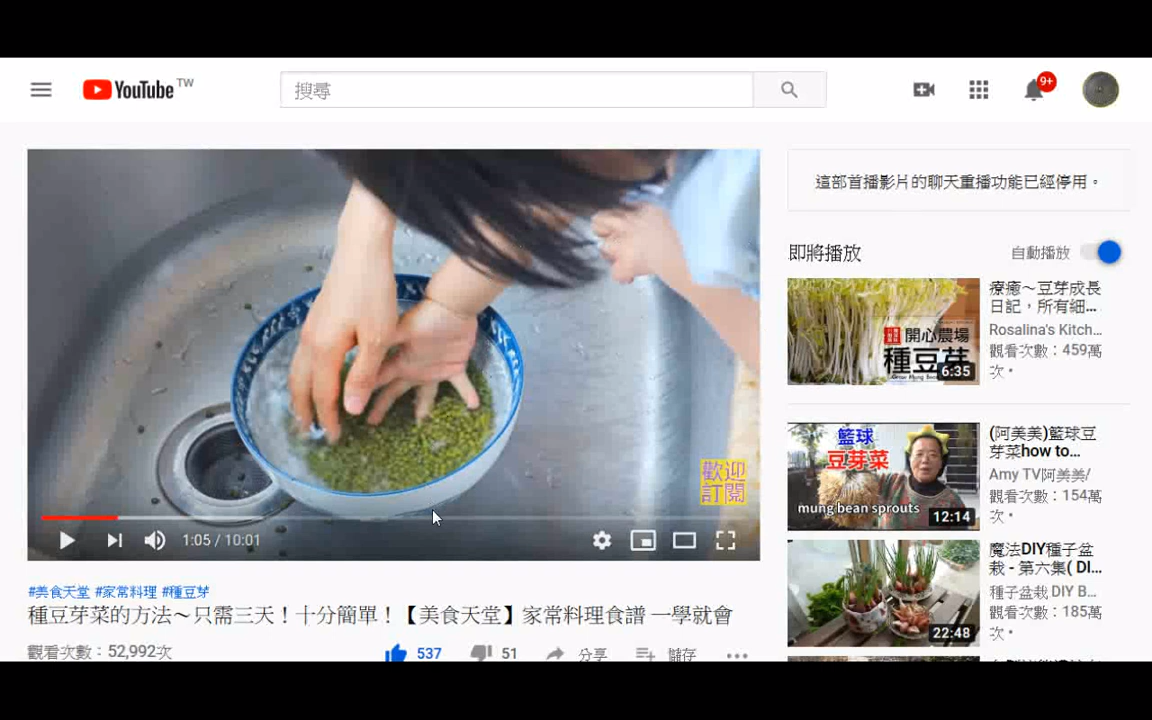 YouTube TW
搜尋
9+
這部首播影片的聊天重播功能已經停用。
即將播放
自動播放
開心農場
種豆芽
6:35
療癒～豆芽成長
日記，所有細...
Rosalina's Kitch...
觀看次數：459萬
次・
籃球
豆芽菜
mung bean sprouts
12:14
(阿美美)籃球豆
芽菜how to...
Amy TV阿美美/
觀看次數：154萬
次・
22:48
魔法DIY種子盆
栽 - 第六集( DI...
種子盆栽 DIY B...
觀看次數：185萬
次・
歡迎
訂閱
1:05 / 10:01
#美食天堂 #家常料理 #種豆芽
種豆芽菜的方法～只需三天！十分簡單！【美食天堂】家常料理食譜 一學就會
觀看次數：52,992次
537
51
分享
儲存